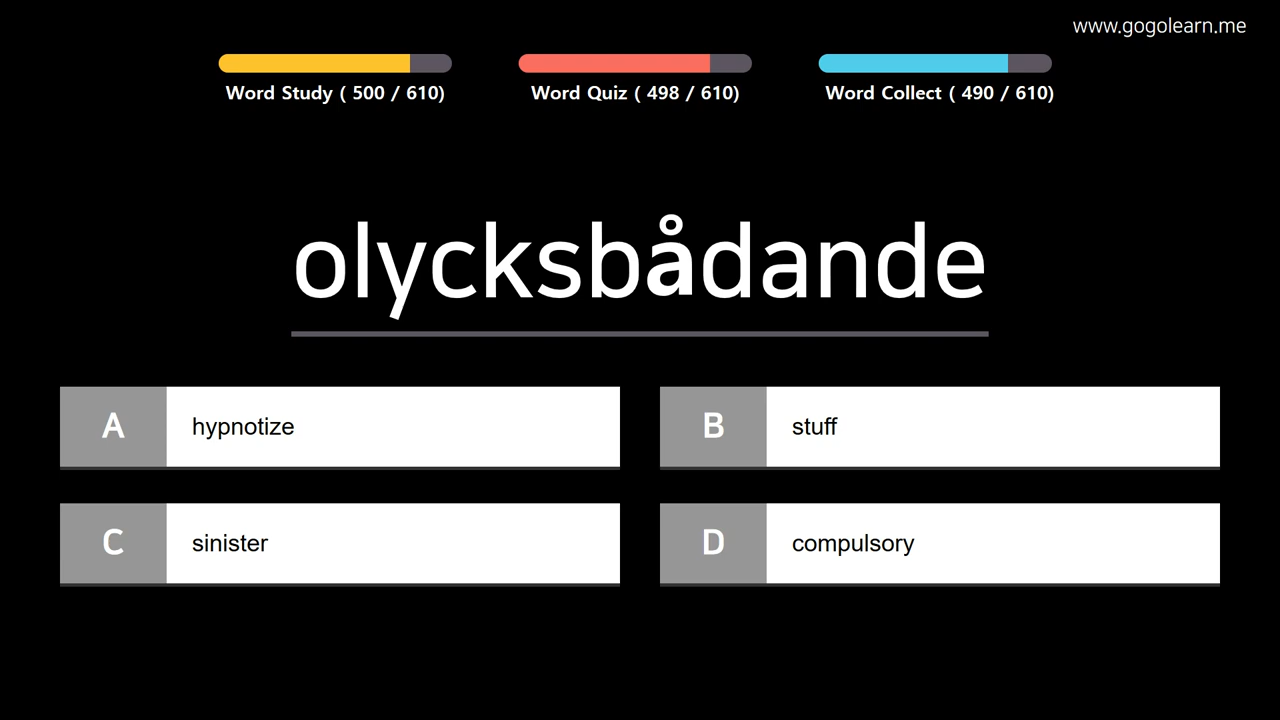 www.gogolearn.me
Word Study ( 500 / 610)
Word Quiz ( 498 / 610)
Word Collect ( 490 / 610)
olycksbådande
A hypnotize
B stuff
C sinister
D compulsory